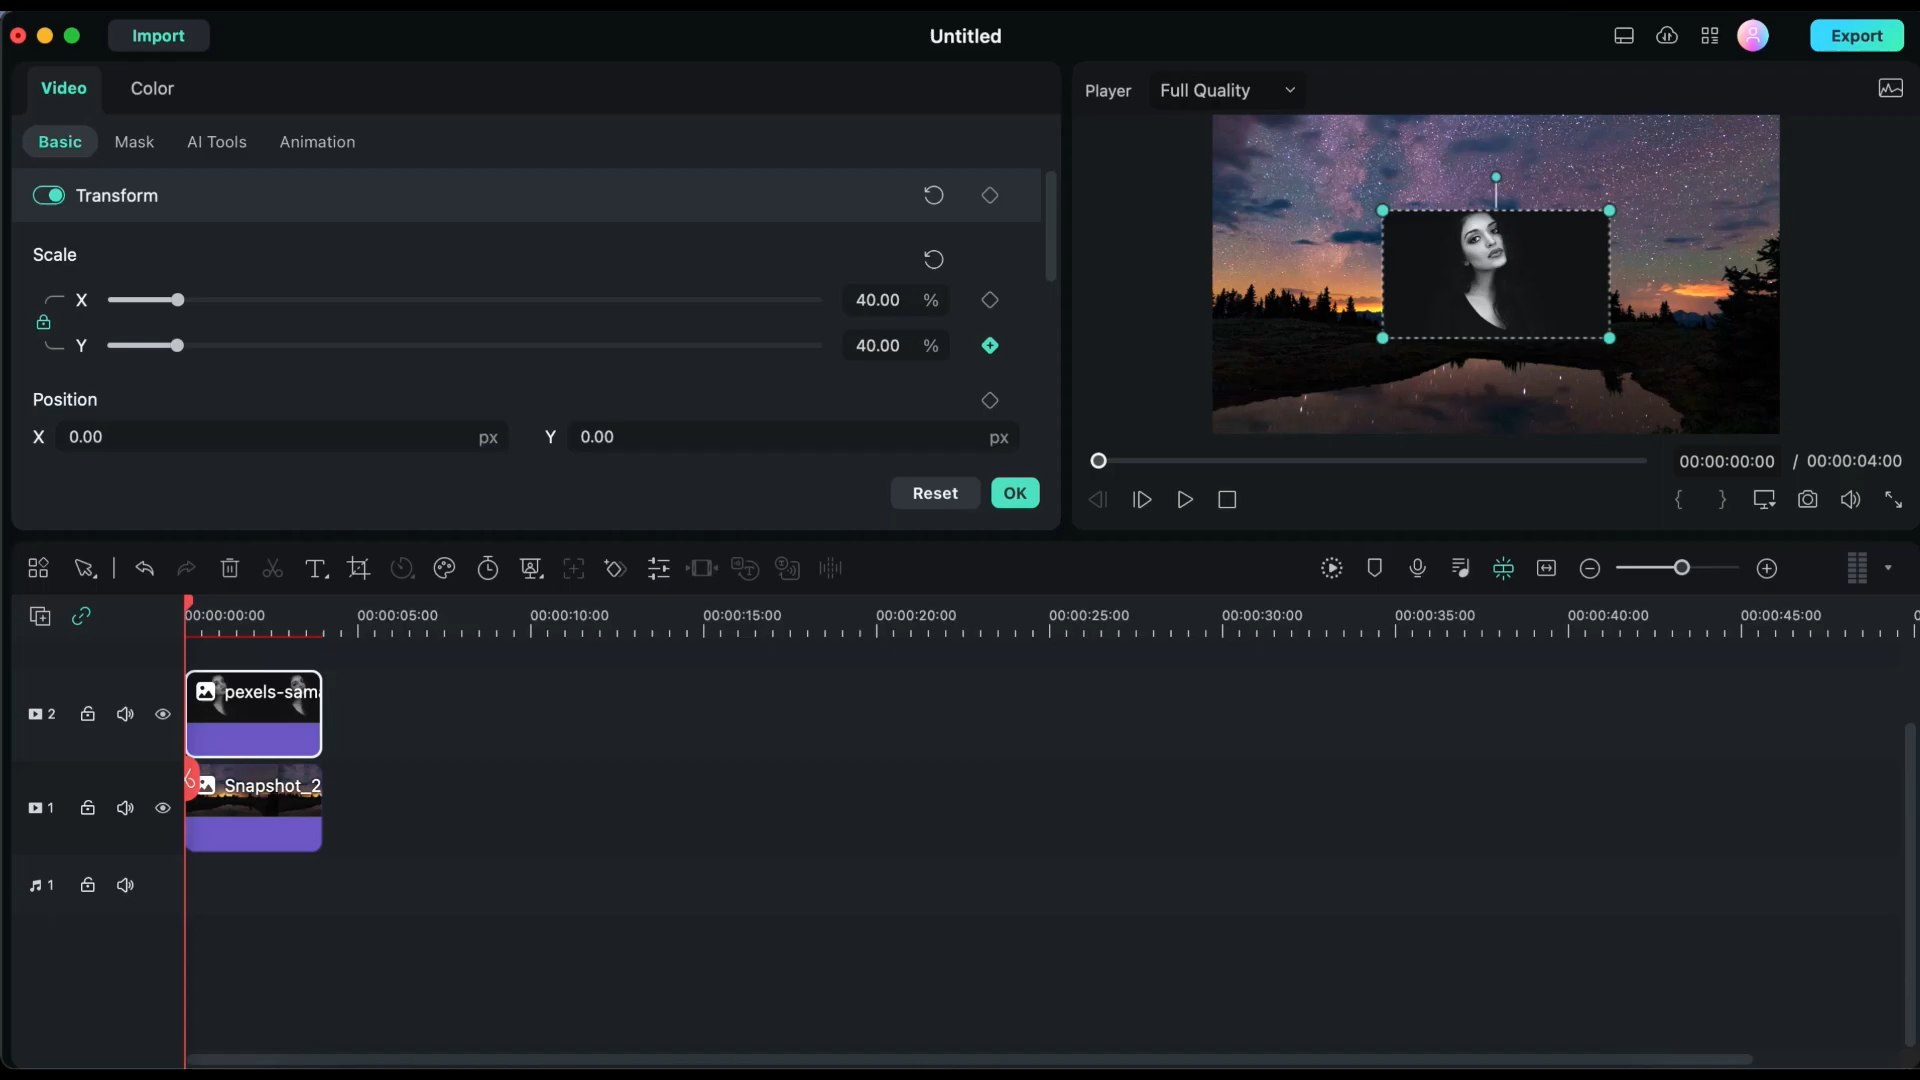 Import
Untitled
Export
Video
Color
Player
Full Quality
Basic
Mask
AI Tools
Animation
Transform
Scale
X
40.00
%
Y
40.00
%
Position
X
0.00
px
Y
0.00
px
Reset
OK
00:00:00:00
/ 00:00:04:00
00:00:00:00
00:00:05:00
00:00:10:00
00:00:15:00
00:00:20:00
00:00:25:00
00:00:30:00
00:00:35:00
00:00:40:00
00:00:45:00
2
pexels-sama
1
Snapshot_2
1